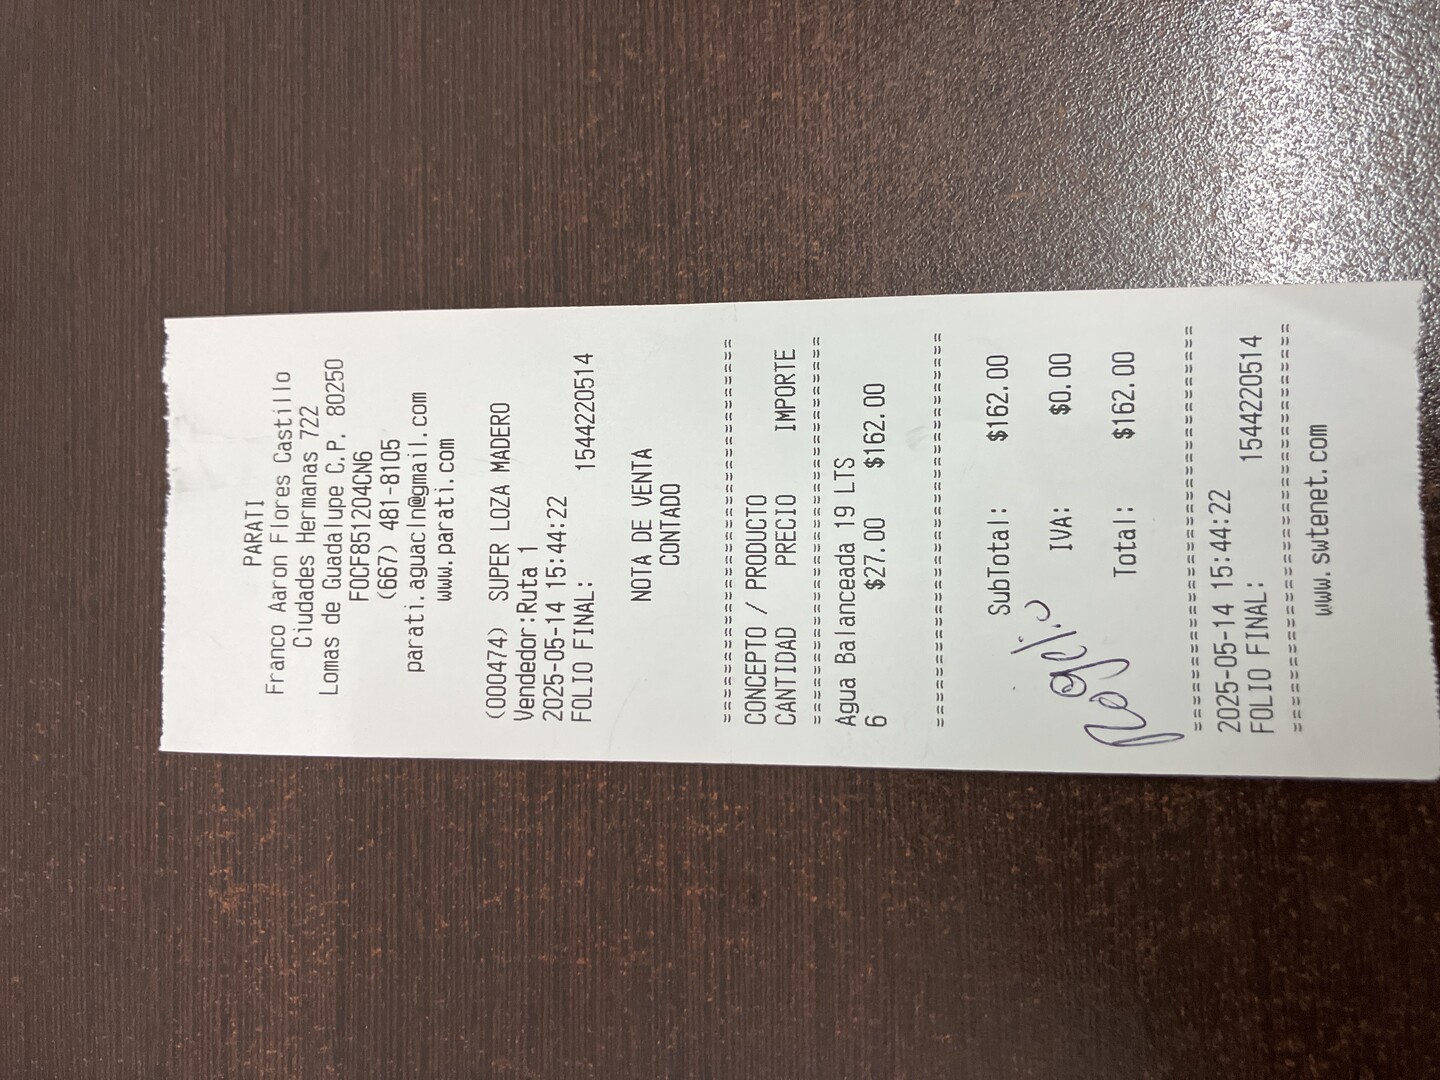 PARATI
Franco Aaron Flores Castillo
Ciudades Hermanas 722
Lomas de Guadalupe C.P. 80250
FOCF851204CN6
(667) 481-8105
parati.aguacln@gmail.com
www.parati.com
(000474) SUPER LOZA MADERO
Vendedor:Ruta 1
2025-05-14 15:44:22
FOLIO FINAL: 1544220514
NOTA DE VENTA
CONTADO
==============================
CONCEPTO / PRODUCTO
CANTIDAD PRECIO IMPORTE
==============================
Agua Balanceada 19 LTS
6 $27.00 $162.00
==============================
SubTotal: $162.00
IVA: $0.00
Total: $162.00
Rogelio
==============================
2025-05-14 15:44:22
FOLIO FINAL: 1544220514
==============================
www.swtenet.com